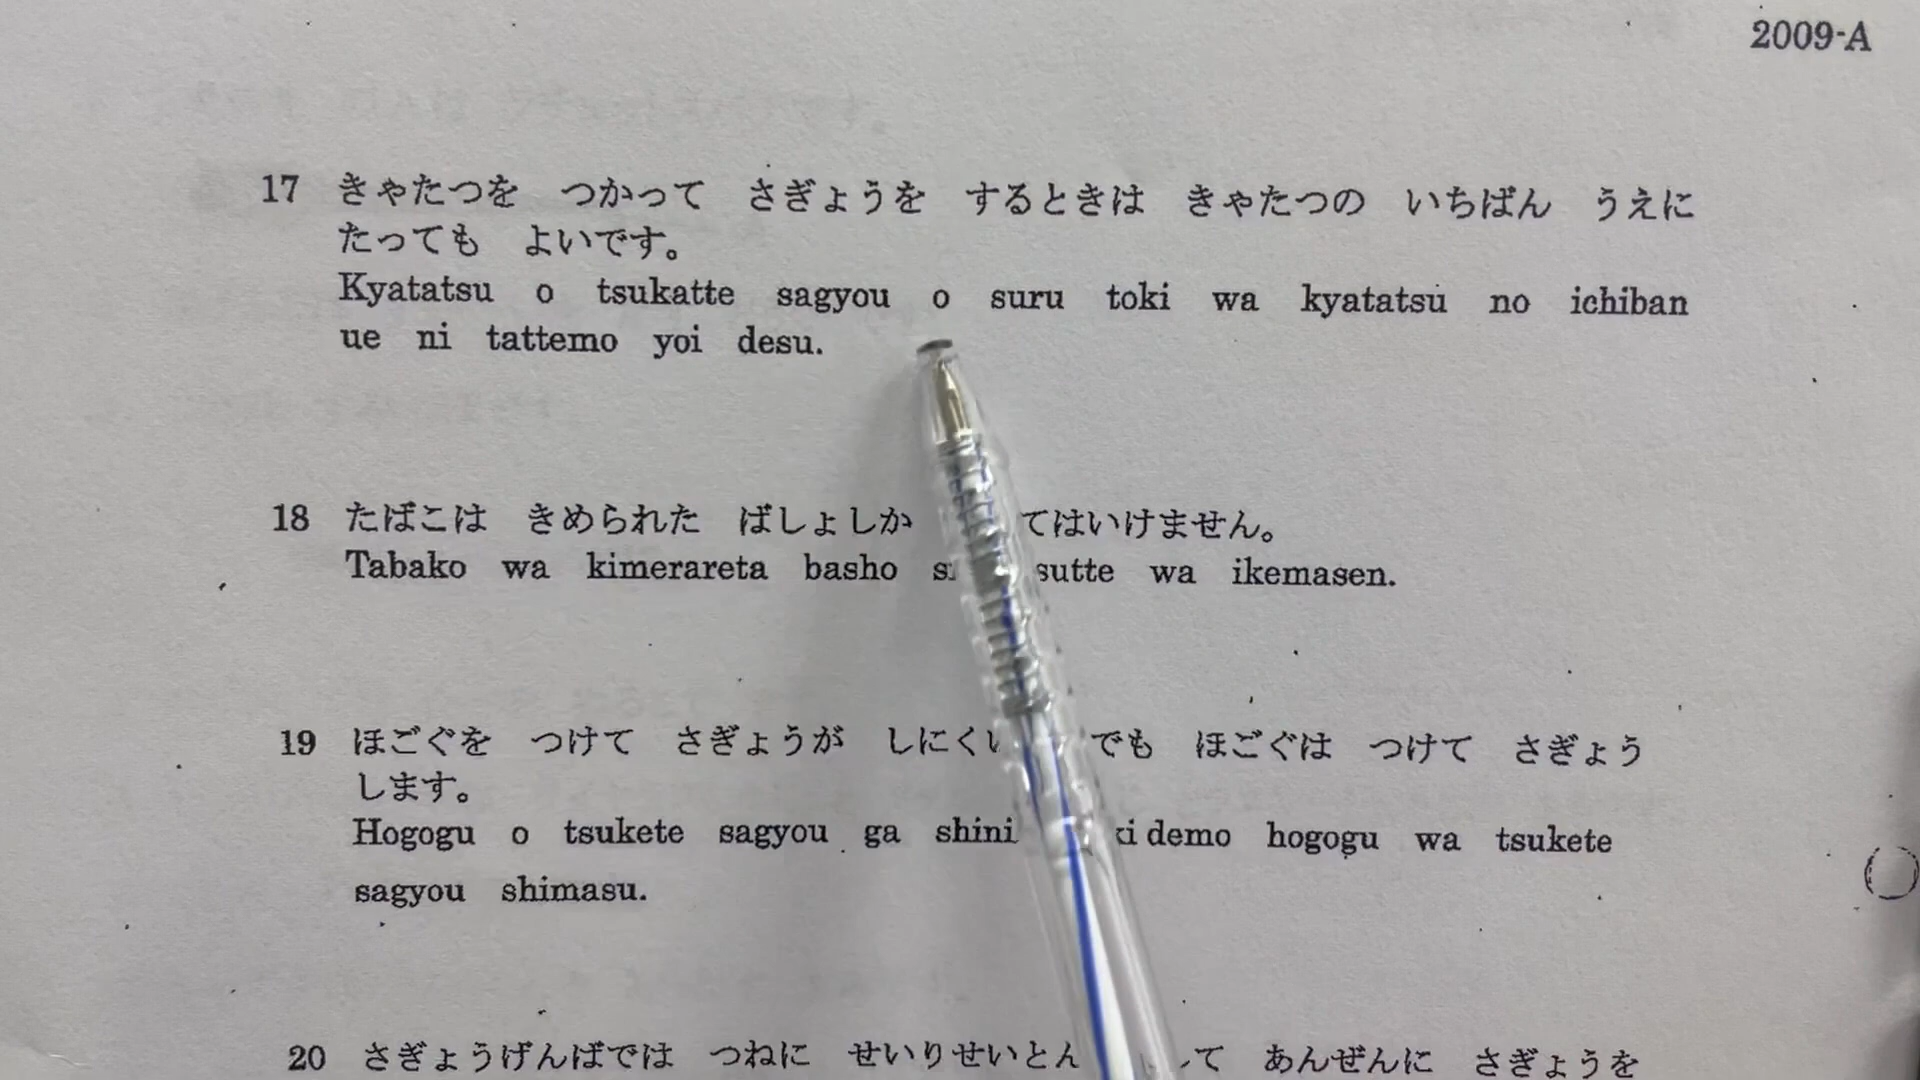 2009-A
17 きゃたつを つかって さぎょうを するときは きゃたつの いちばん うえに
たっても よいです。
Kyatatsu o tsukatte sagyou o suru toki wa kyatatsu no ichiban
ue ni tattemo yoi desu.
18 たばこは きめられた ばしょしか てはいけません。
Tabako wa kimerareta basho sutte wa ikemasen.
19 ほごぐを つけて さぎょうが しにくい でも ほごぐは つけて さぎょう
します。
Hogogu o tsukete sagyou ga shini demo hogogu wa tsukete
sagyou shimasu.
20 さぎょうげんばでは つねに せいりせいとん て あんぜんに さぎょうを